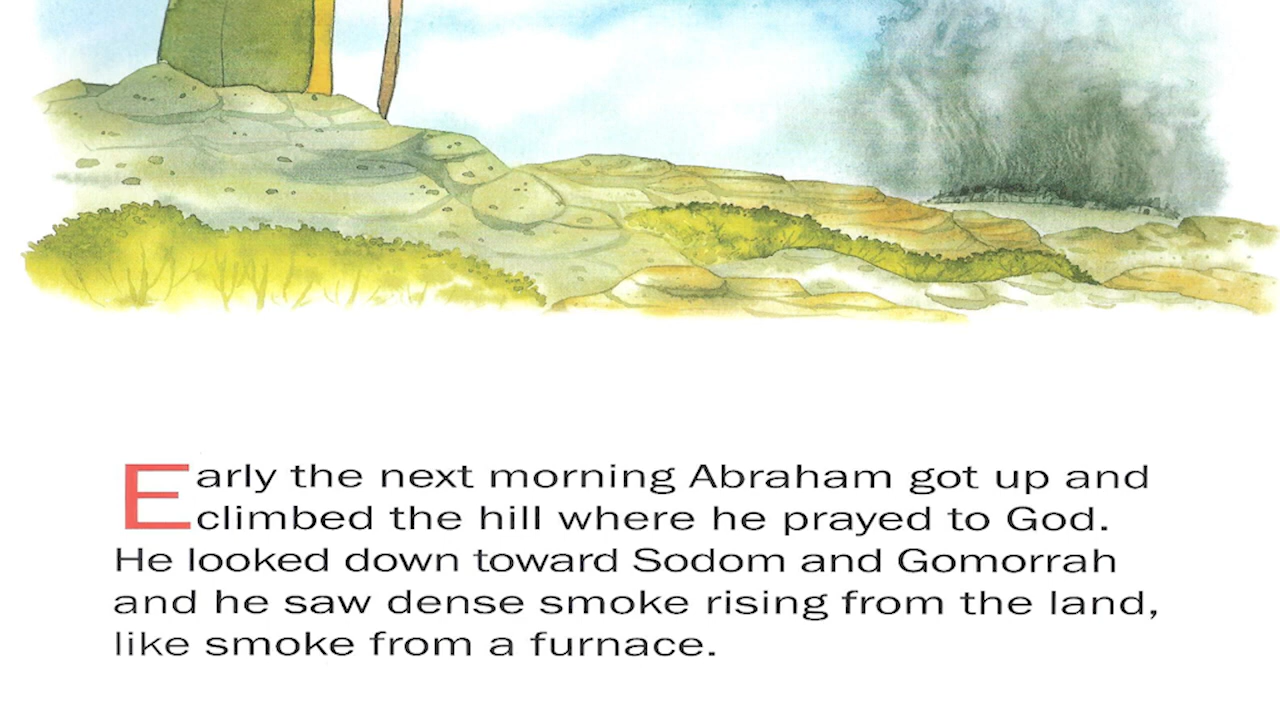 Early the next morning Abraham got up and
climbed the hill where he prayed to God.
He looked down toward Sodom and Gomorrah
and he saw dense smoke rising from the land,
like smoke from a furnace.